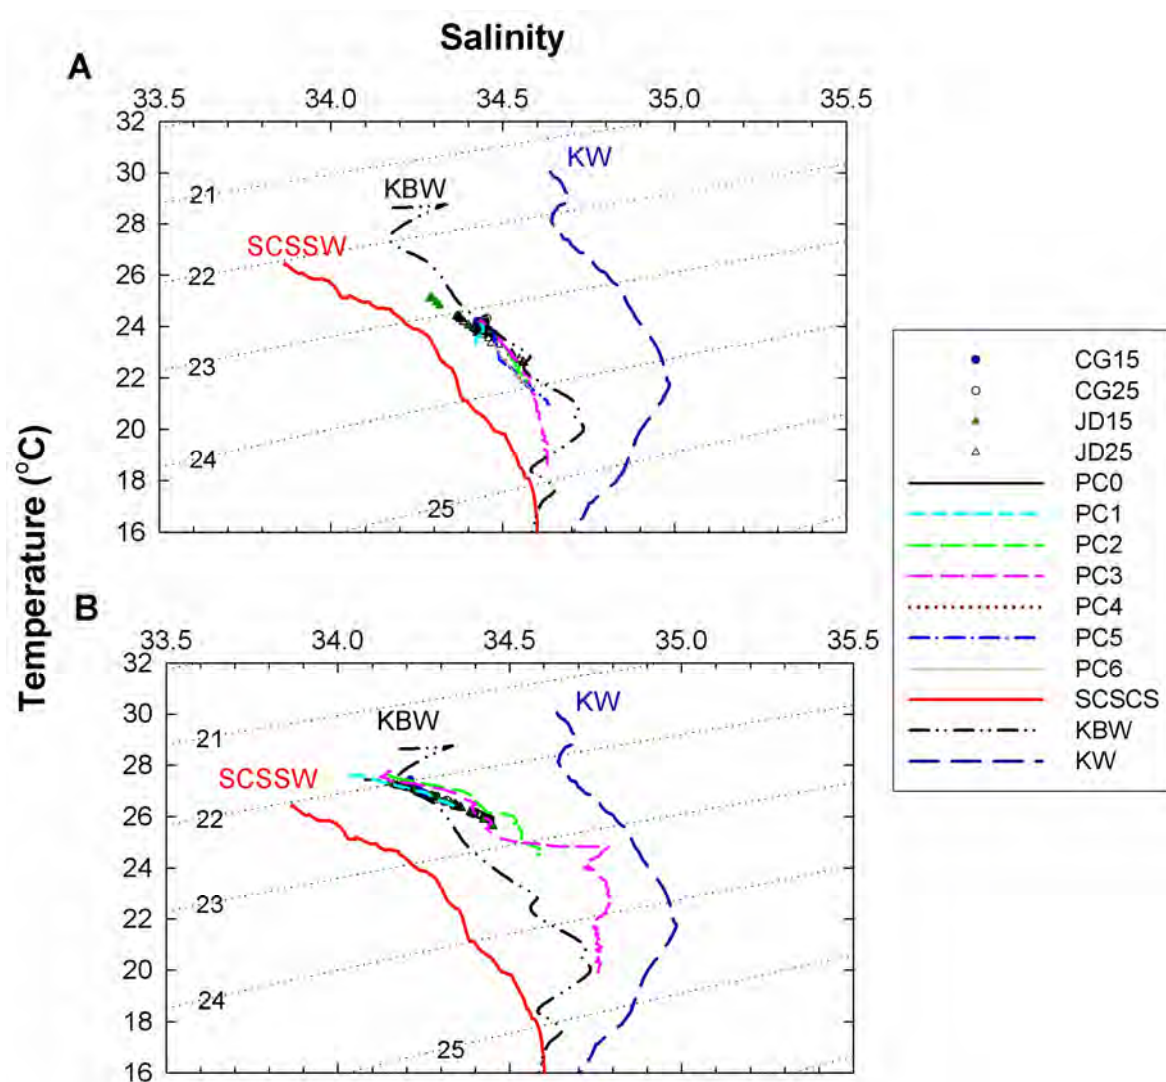 Salinity
A
33.5 34.0 34.5 35.0 35.5
32
30
28
26
24
22
20
18
16
KW
KBW
21
SCSSW
22
23
24
25
Temperature (°C)
CG15
CG25
JD15
JD25
PC0
PC1
PC2
PC3
PC4
PC5
PC6
SCSCS
KBW
KW
B
33.5 34.0 34.5 35.0 35.5
32
30
28
26
24
22
20
18
16
KW
KBW
21
SCSSW
22
23
24
25